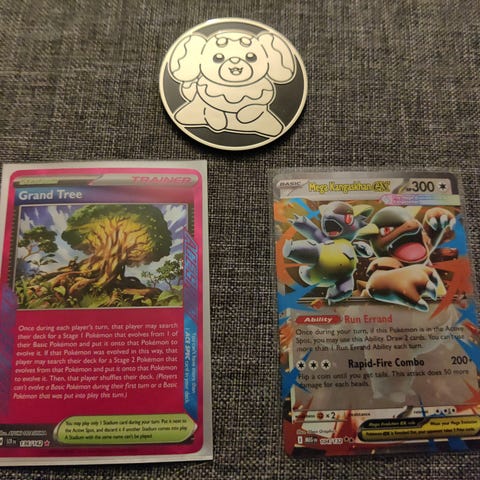 TRAINER
Grand Tree
Once during each player's turn, that player may search
their deck for a Stage 1 Pokémon that evolves from 1 of
their Basic Pokémon and put it onto that Pokémon to
evolve it. If that Pokémon was evolved in this way, that
player may search their deck for a Stage 2 Pokémon that
evolves from that Pokémon and put it onto that Pokémon
to evolve it. Then, that player shuffles their deck. (Players
can't evolve a Basic Pokémon during their first turn or a Basic
Pokémon that was put into play this turn.)
ACE SPEC
You may play only 1 Stadium card during your turn. Put it next to the
Active Spot, and discard it if another Stadium comes into play.
A Stadium with the same name can't be played.
136/142
BASIC
Mega Kangaskhan ex
HP 300
Ability Run Errand
Once during your turn, if this Pokémon is in the Active
Spot, you may use this Ability. Draw 2 cards. You can't use
more than 1 Run Errand Ability each turn.
Rapid-Fire Combo 200+
Flip a coin until you get tails. This attack does 50 more
damage for each heads.
×2
104/132